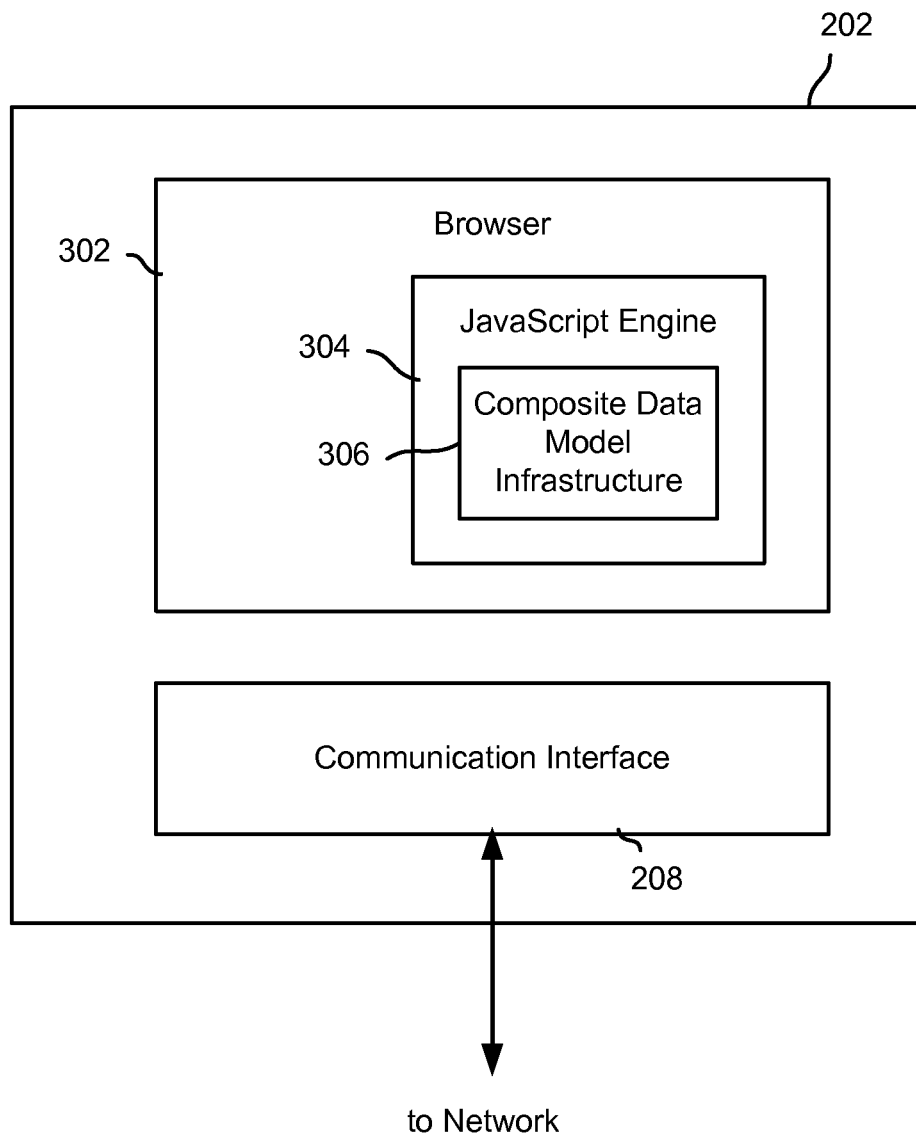 202
Browser
302
JavaScript Engine
304
Composite Data
Model
306
Infrastructure
Communication Interface
208
to Network